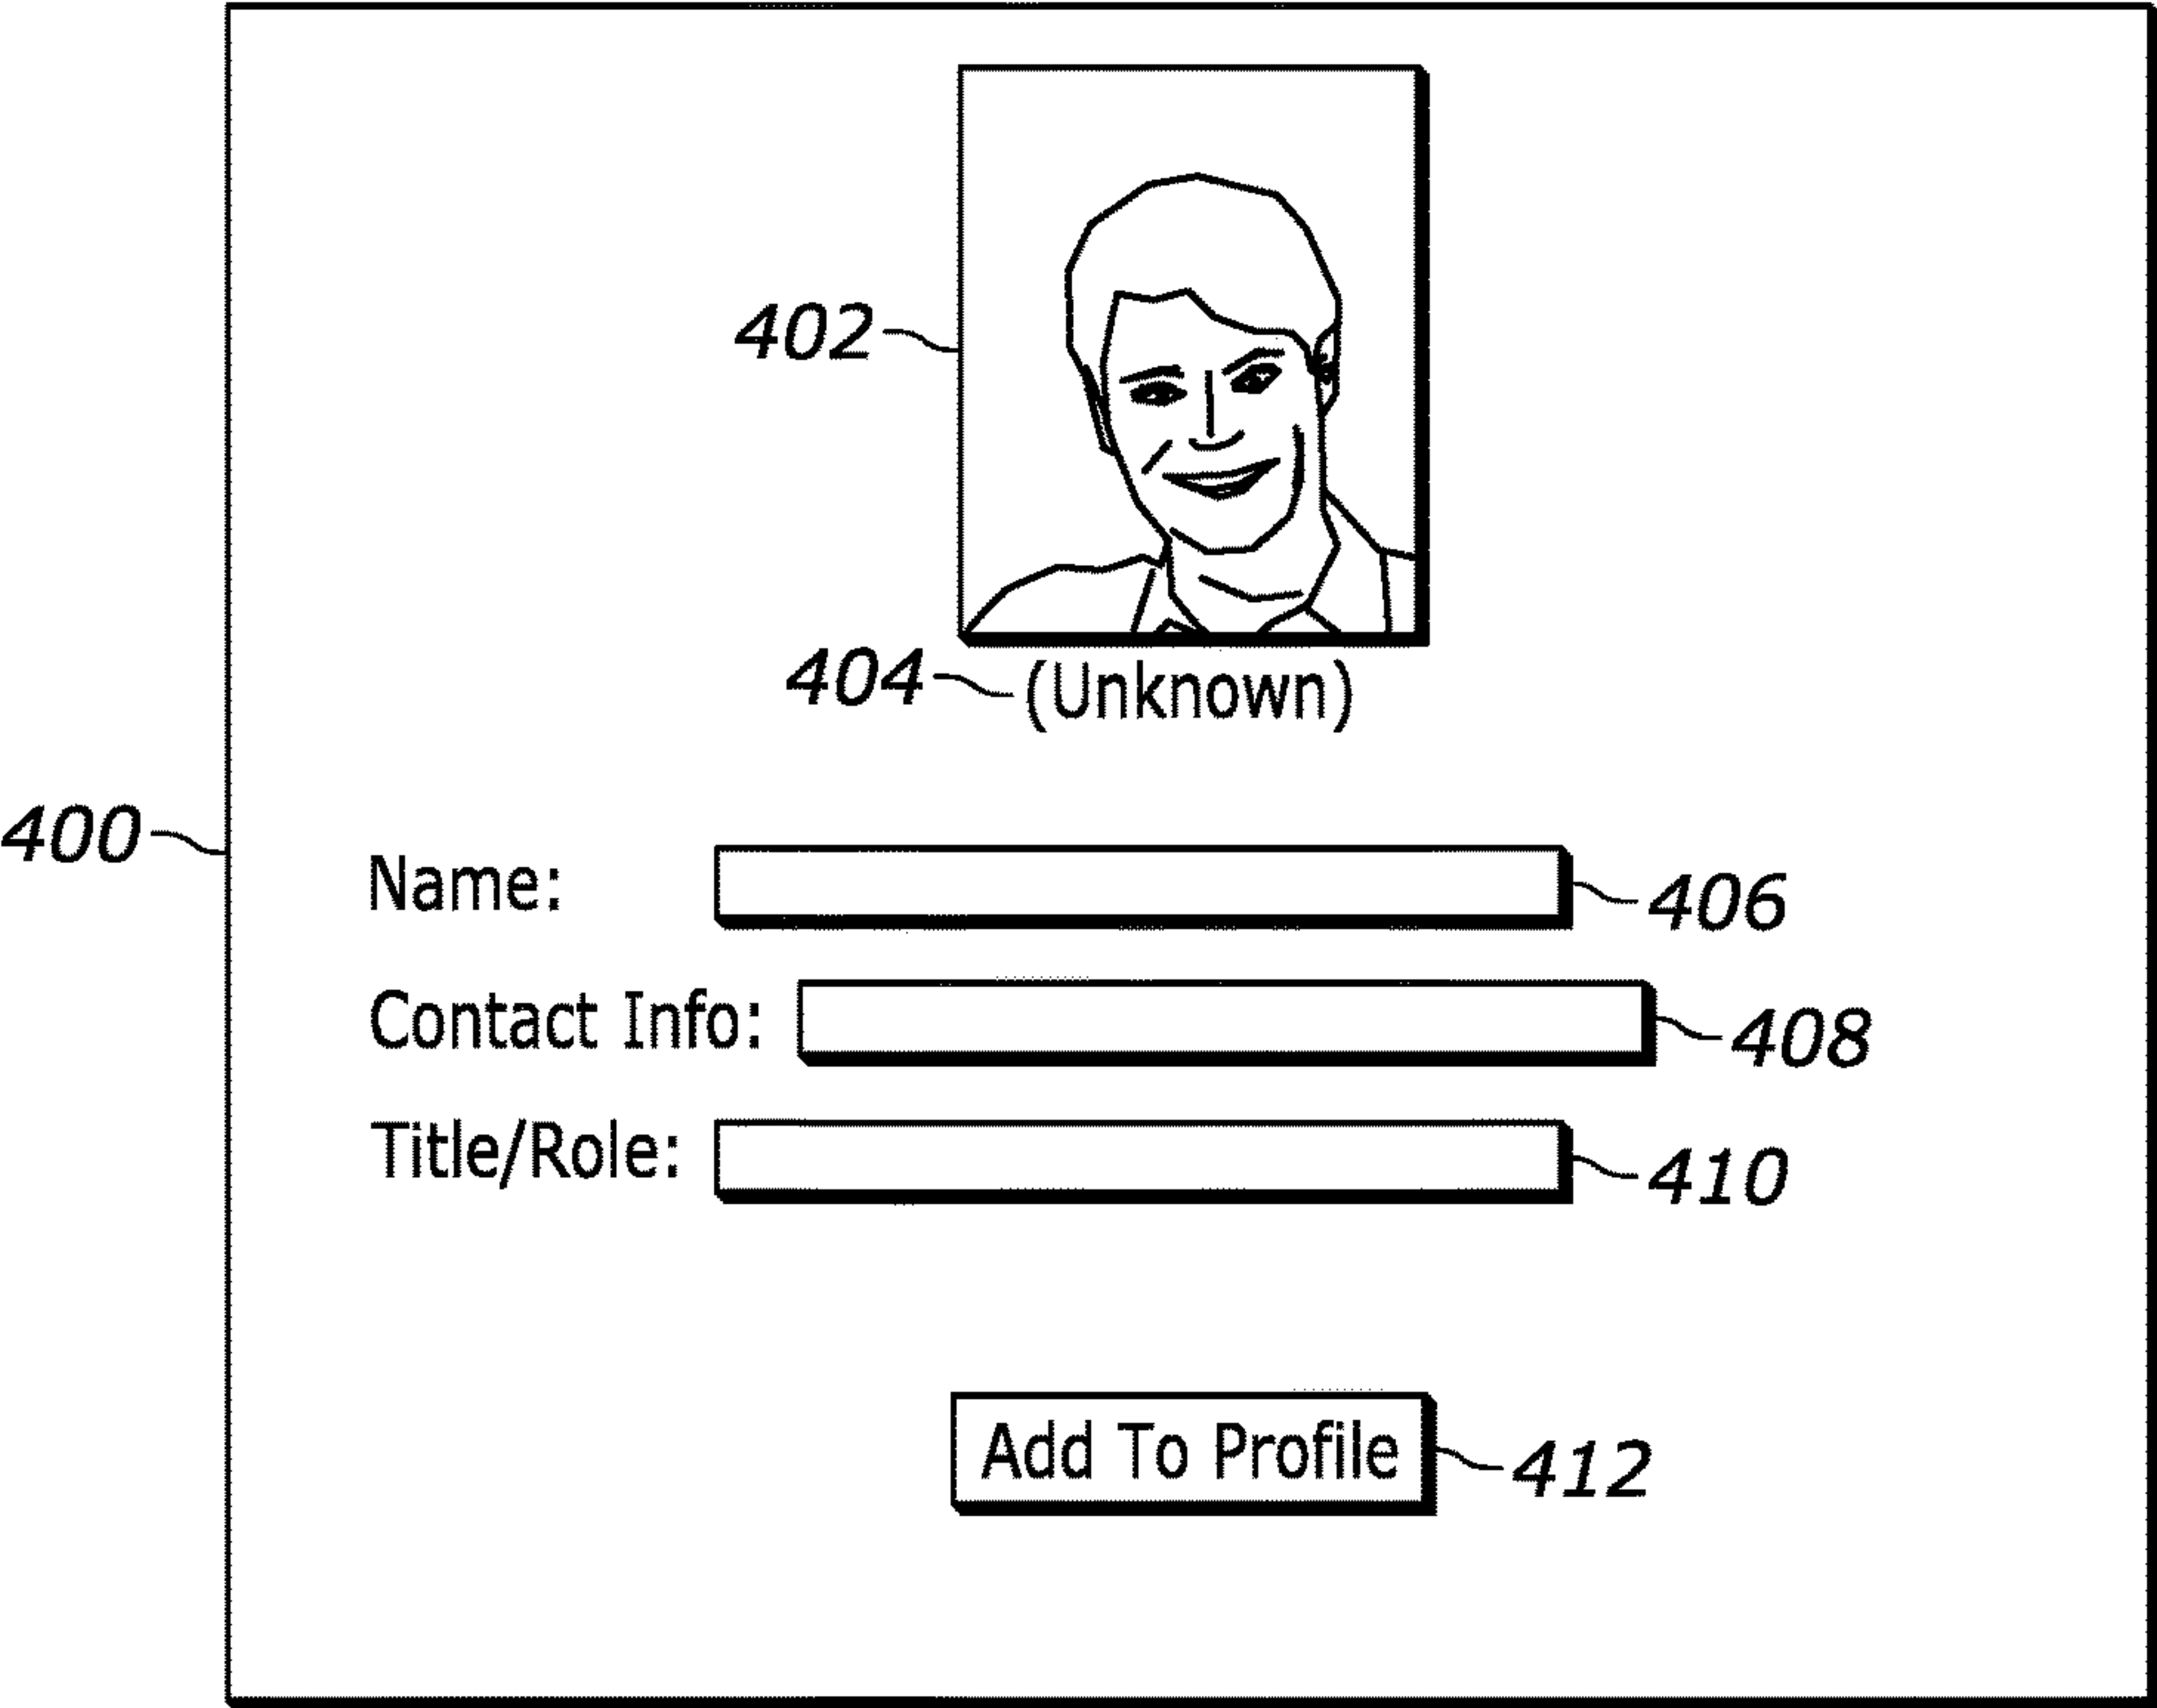 402
404 (Unknown)
400
Name: 406
Contact Info: 408
Title/Role: 410
Add To Profile 412